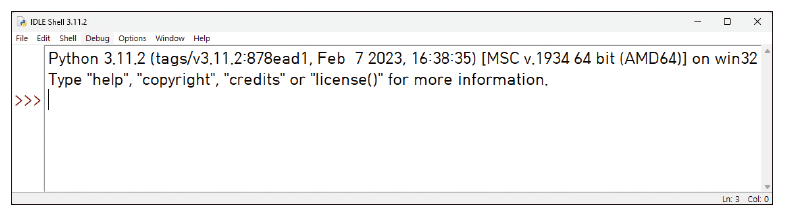 IDLE Shell 3.11.2
File Edit Shell Debug Options Window Help
Python 3.11.2 (tags/v3.11.2:878ead1, Feb  7 2023, 16:38:35) [MSC v.1934 64 bit (AMD64)] on win32
Type "help", "copyright", "credits" or "license()" for more information.
>>>
Ln: 3 Col: 0